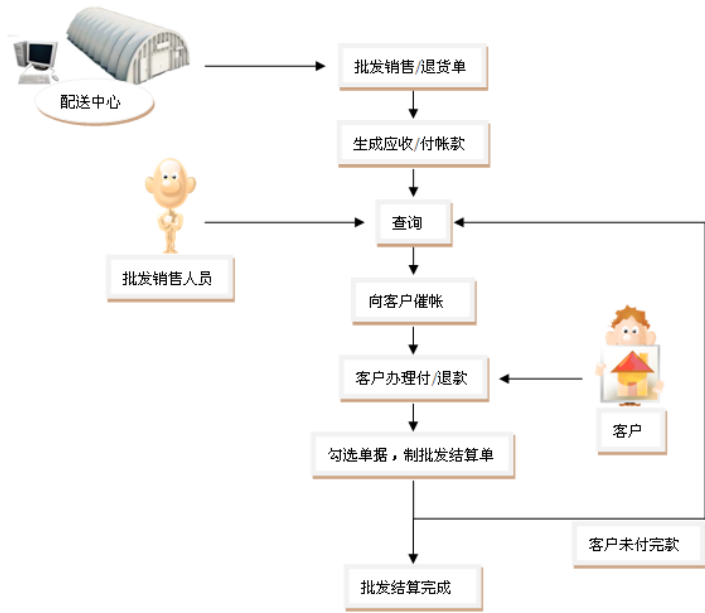 配送中心
批发销售/退货单
生成应收/付帐款
查询
批发销售人员
向客户催帐
客户办理付/退款
客户
勾选单据，制批发结算单
客户未付完款
批发结算完成